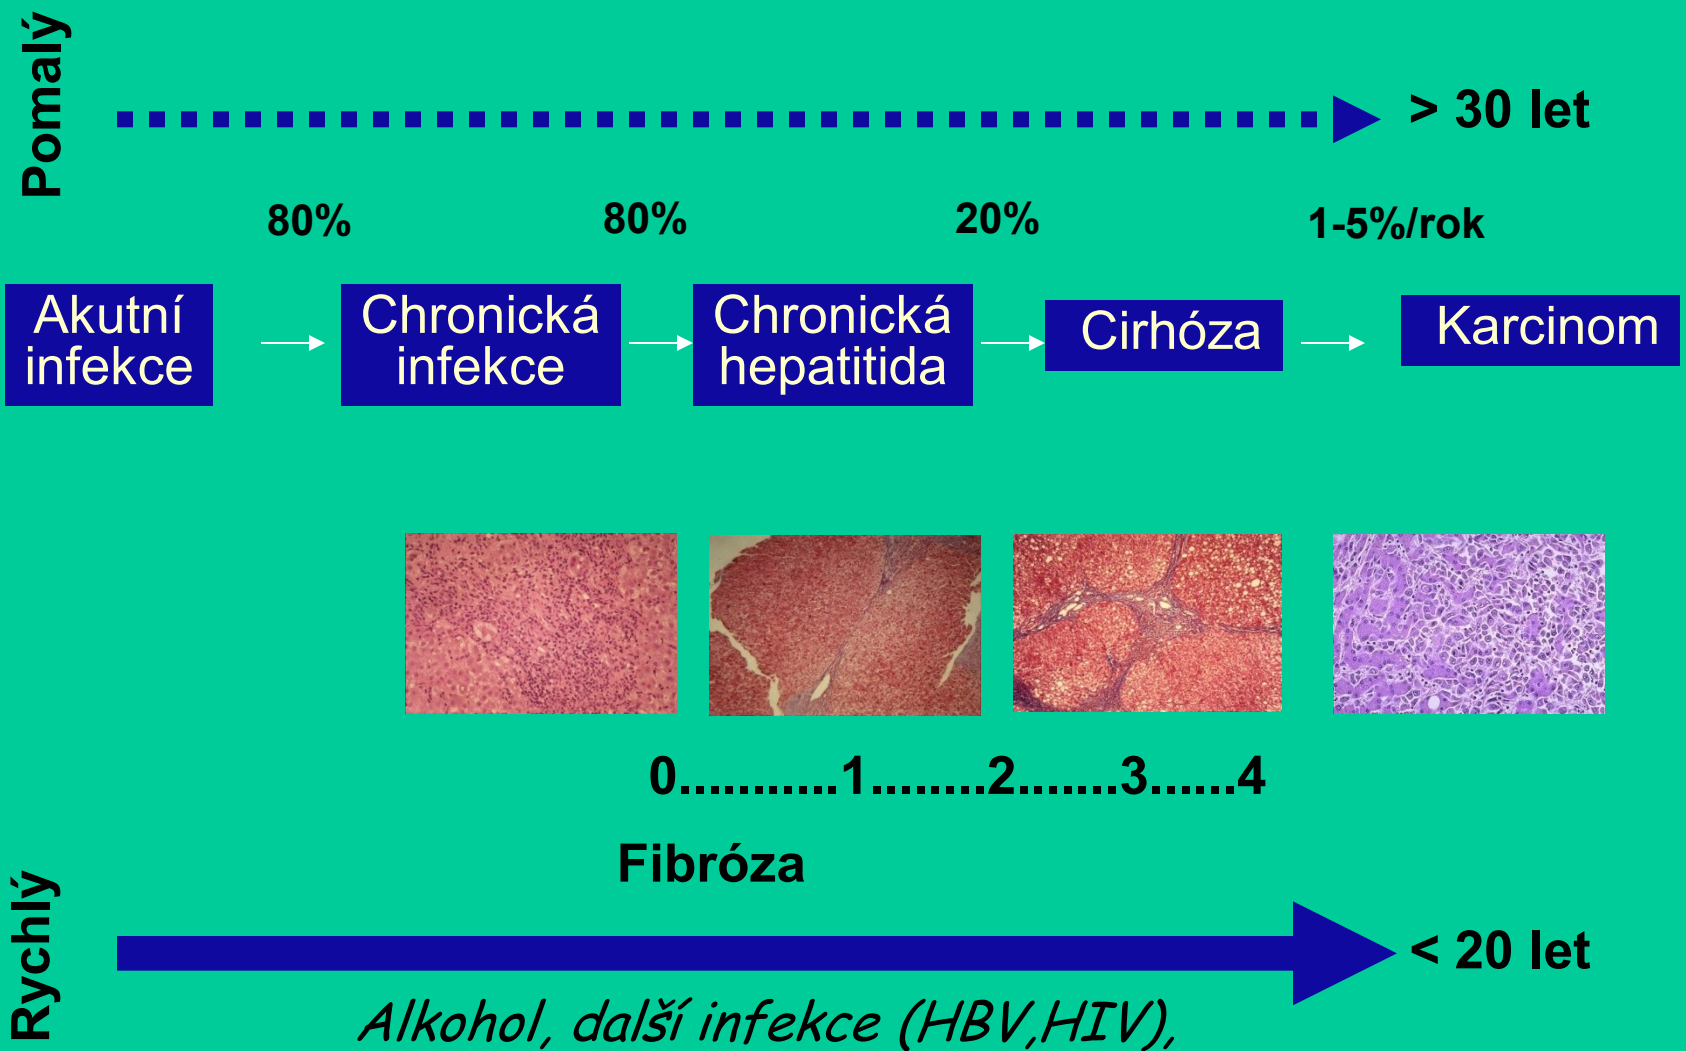 Pomalý
> 30 let
80%
80%
20%
1-5%/rok
Akutní
infekce
Chronická
infekce
Chronická
hepatitida
Cirhóza
Karcinom
0...........1........2.......3......4
Fibróza
Rychlý
< 20 let
Alkohol, další infekce (HBV,HIV),